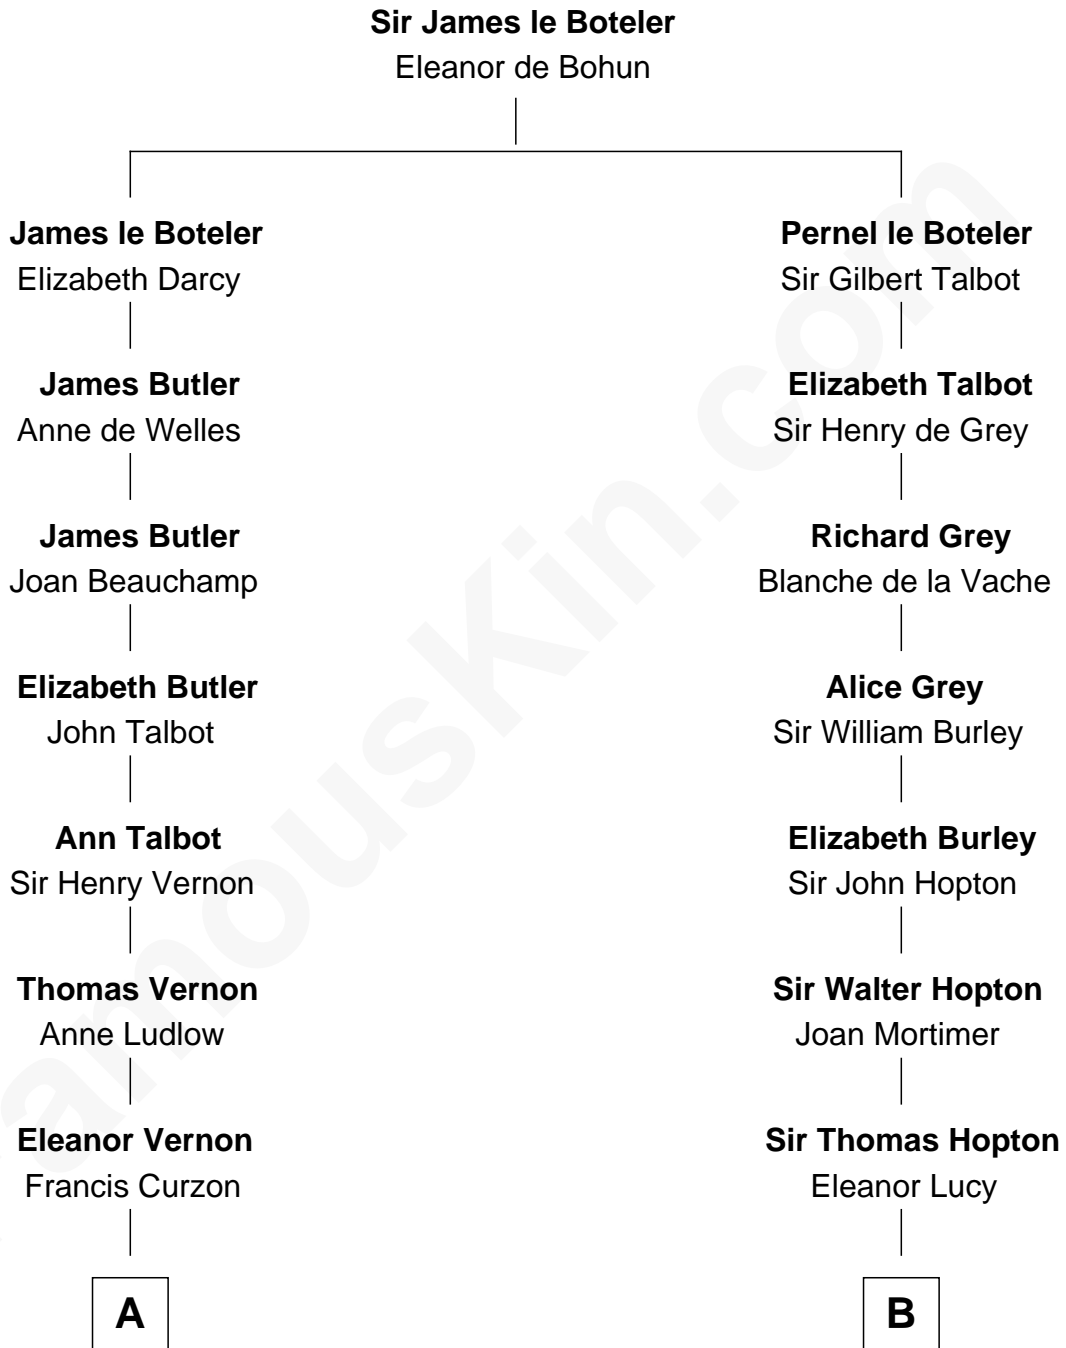 Sir James le Boteler
Eleanor de Bohun
James le Boteler
Elizabeth Darcy
James Butler
Anne de Welles
James Butler
Joan Beauchamp
Elizabeth Butler
John Talbot
Ann Talbot
Sir Henry Vernon
Thomas Vernon
Anne Ludlow
Eleanor Vernon
Francis Curzon
A
Pernel le Boteler
Sir Gilbert Talbot
Elizabeth Talbot
Sir Henry de Grey
Richard Grey
Blanche de la Vache
Alice Grey
Sir William Burley
Elizabeth Burley
Sir John Hopton
Sir Walter Hopton
Joan Mortimer
Sir Thomas Hopton
Eleanor Lucy
B
amouskin.com